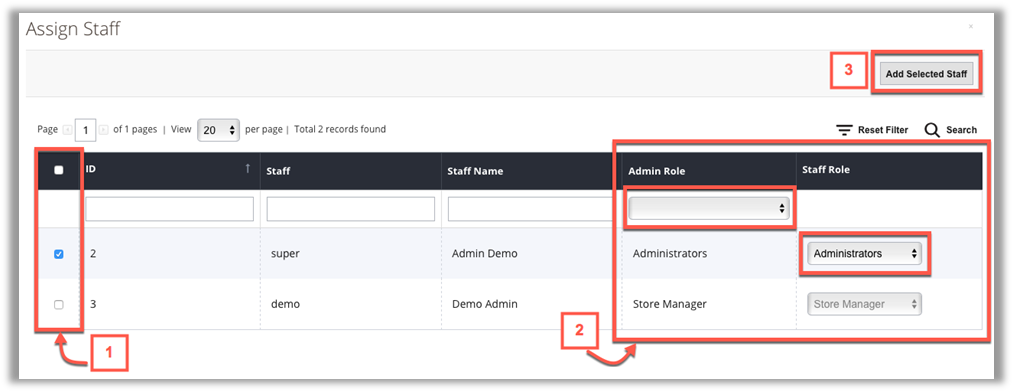 Assign Staff
×
3
Add Selected Staff
Page 1 of 1 pages | View 20 per page | Total 2 records found
Reset Filter Search
ID ↑ Staff Staff Name Admin Role Staff Role
2 super Admin Demo Administrators Administrators
3 demo Demo Admin Store Manager Store Manager
1
2